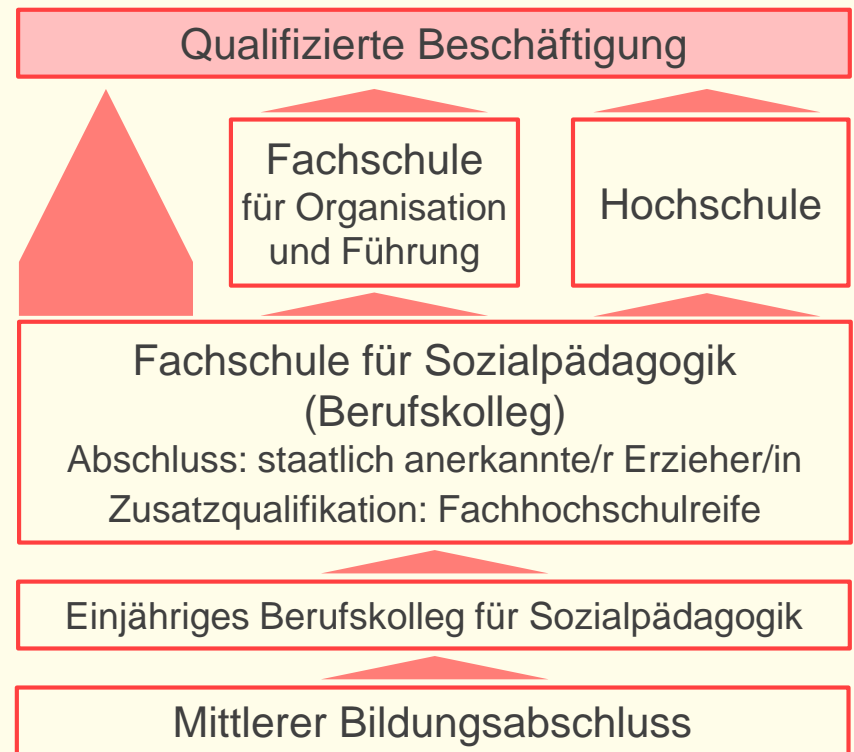 Qualifizierte Beschäftigung
Fachschule
für Organisation
und Führung
Hochschule
Fachschule für Sozialpädagogik
(Berufskolleg)
Abschluss: staatlich anerkannte/r Erzieher/in
Zusatzqualifikation: Fachhochschulreife
Einjähriges Berufskolleg für Sozialpädagogik
Mittlerer Bildungsabschluss